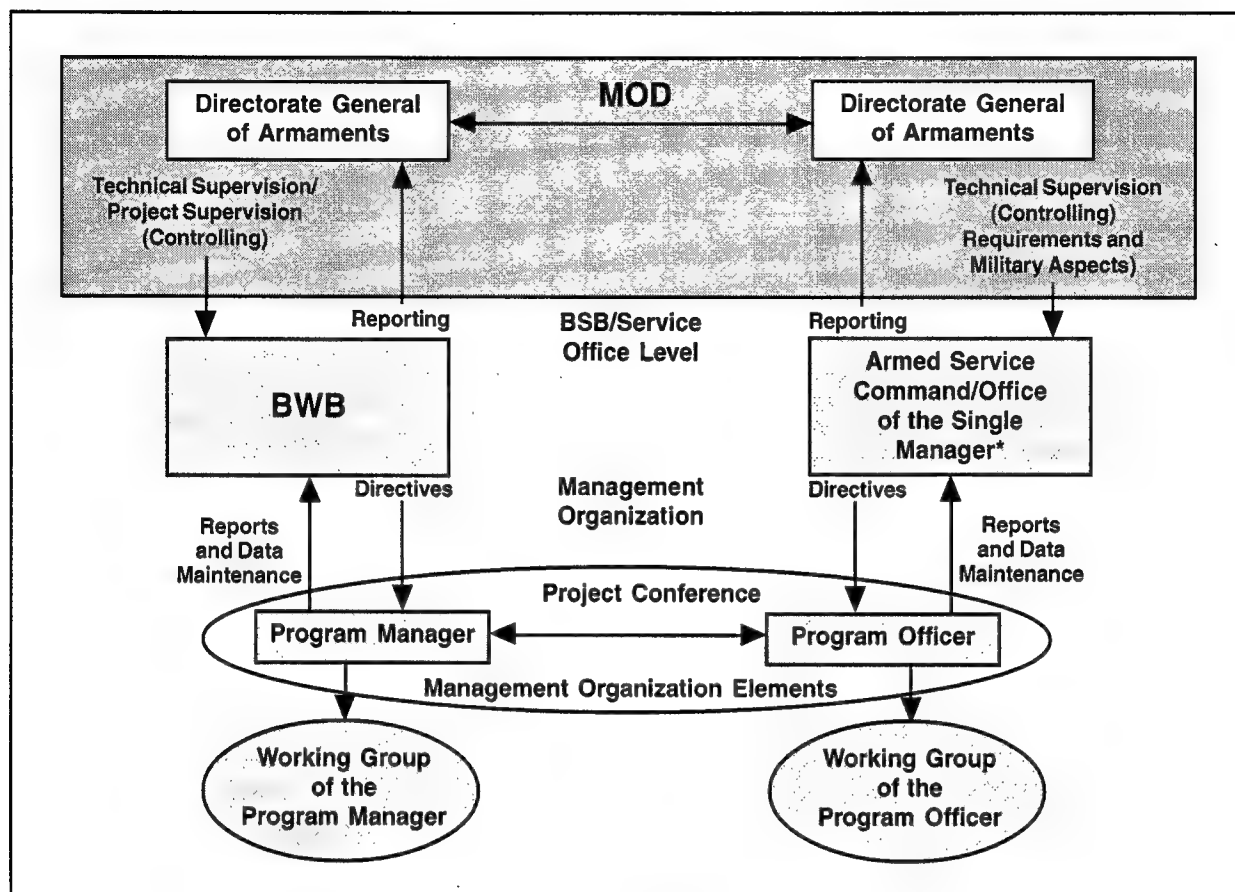 MOD
Directorate General
of Armaments
Directorate General
of Armaments
Technical Supervision/
Project Supervision
(Controlling)
Technical Supervision
(Controlling)
Requirements and
Military Aspects)
Reporting
BSB/Service
Office Level
Reporting
BWB
Armed Service
Command/Office
of the Single
Manager*
Directives
Management
Organization
Directives
Reports
and Data
Maintenance
Reports
and Data
Maintenance
Project Conference
Program Manager
Program Officer
Management Organization Elements
Working Group
of the
Program Manager
Working Group
of the
Program Officer